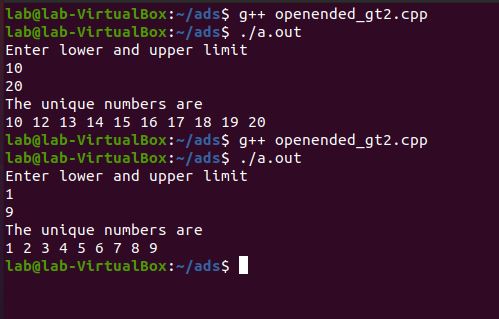 lab@lab-VirtualBox:~/ads$ g++ openended_gt2.cpp
lab@lab-VirtualBox:~/ads$ ./a.out
Enter lower and upper limit
10
20
The unique numbers are
10 12 13 14 15 16 17 18 19 20
lab@lab-VirtualBox:~/ads$ g++ openended_gt2.cpp
lab@lab-VirtualBox:~/ads$ ./a.out
Enter lower and upper limit
1
9
The unique numbers are
1 2 3 4 5 6 7 8 9
lab@lab-VirtualBox:~/ads$